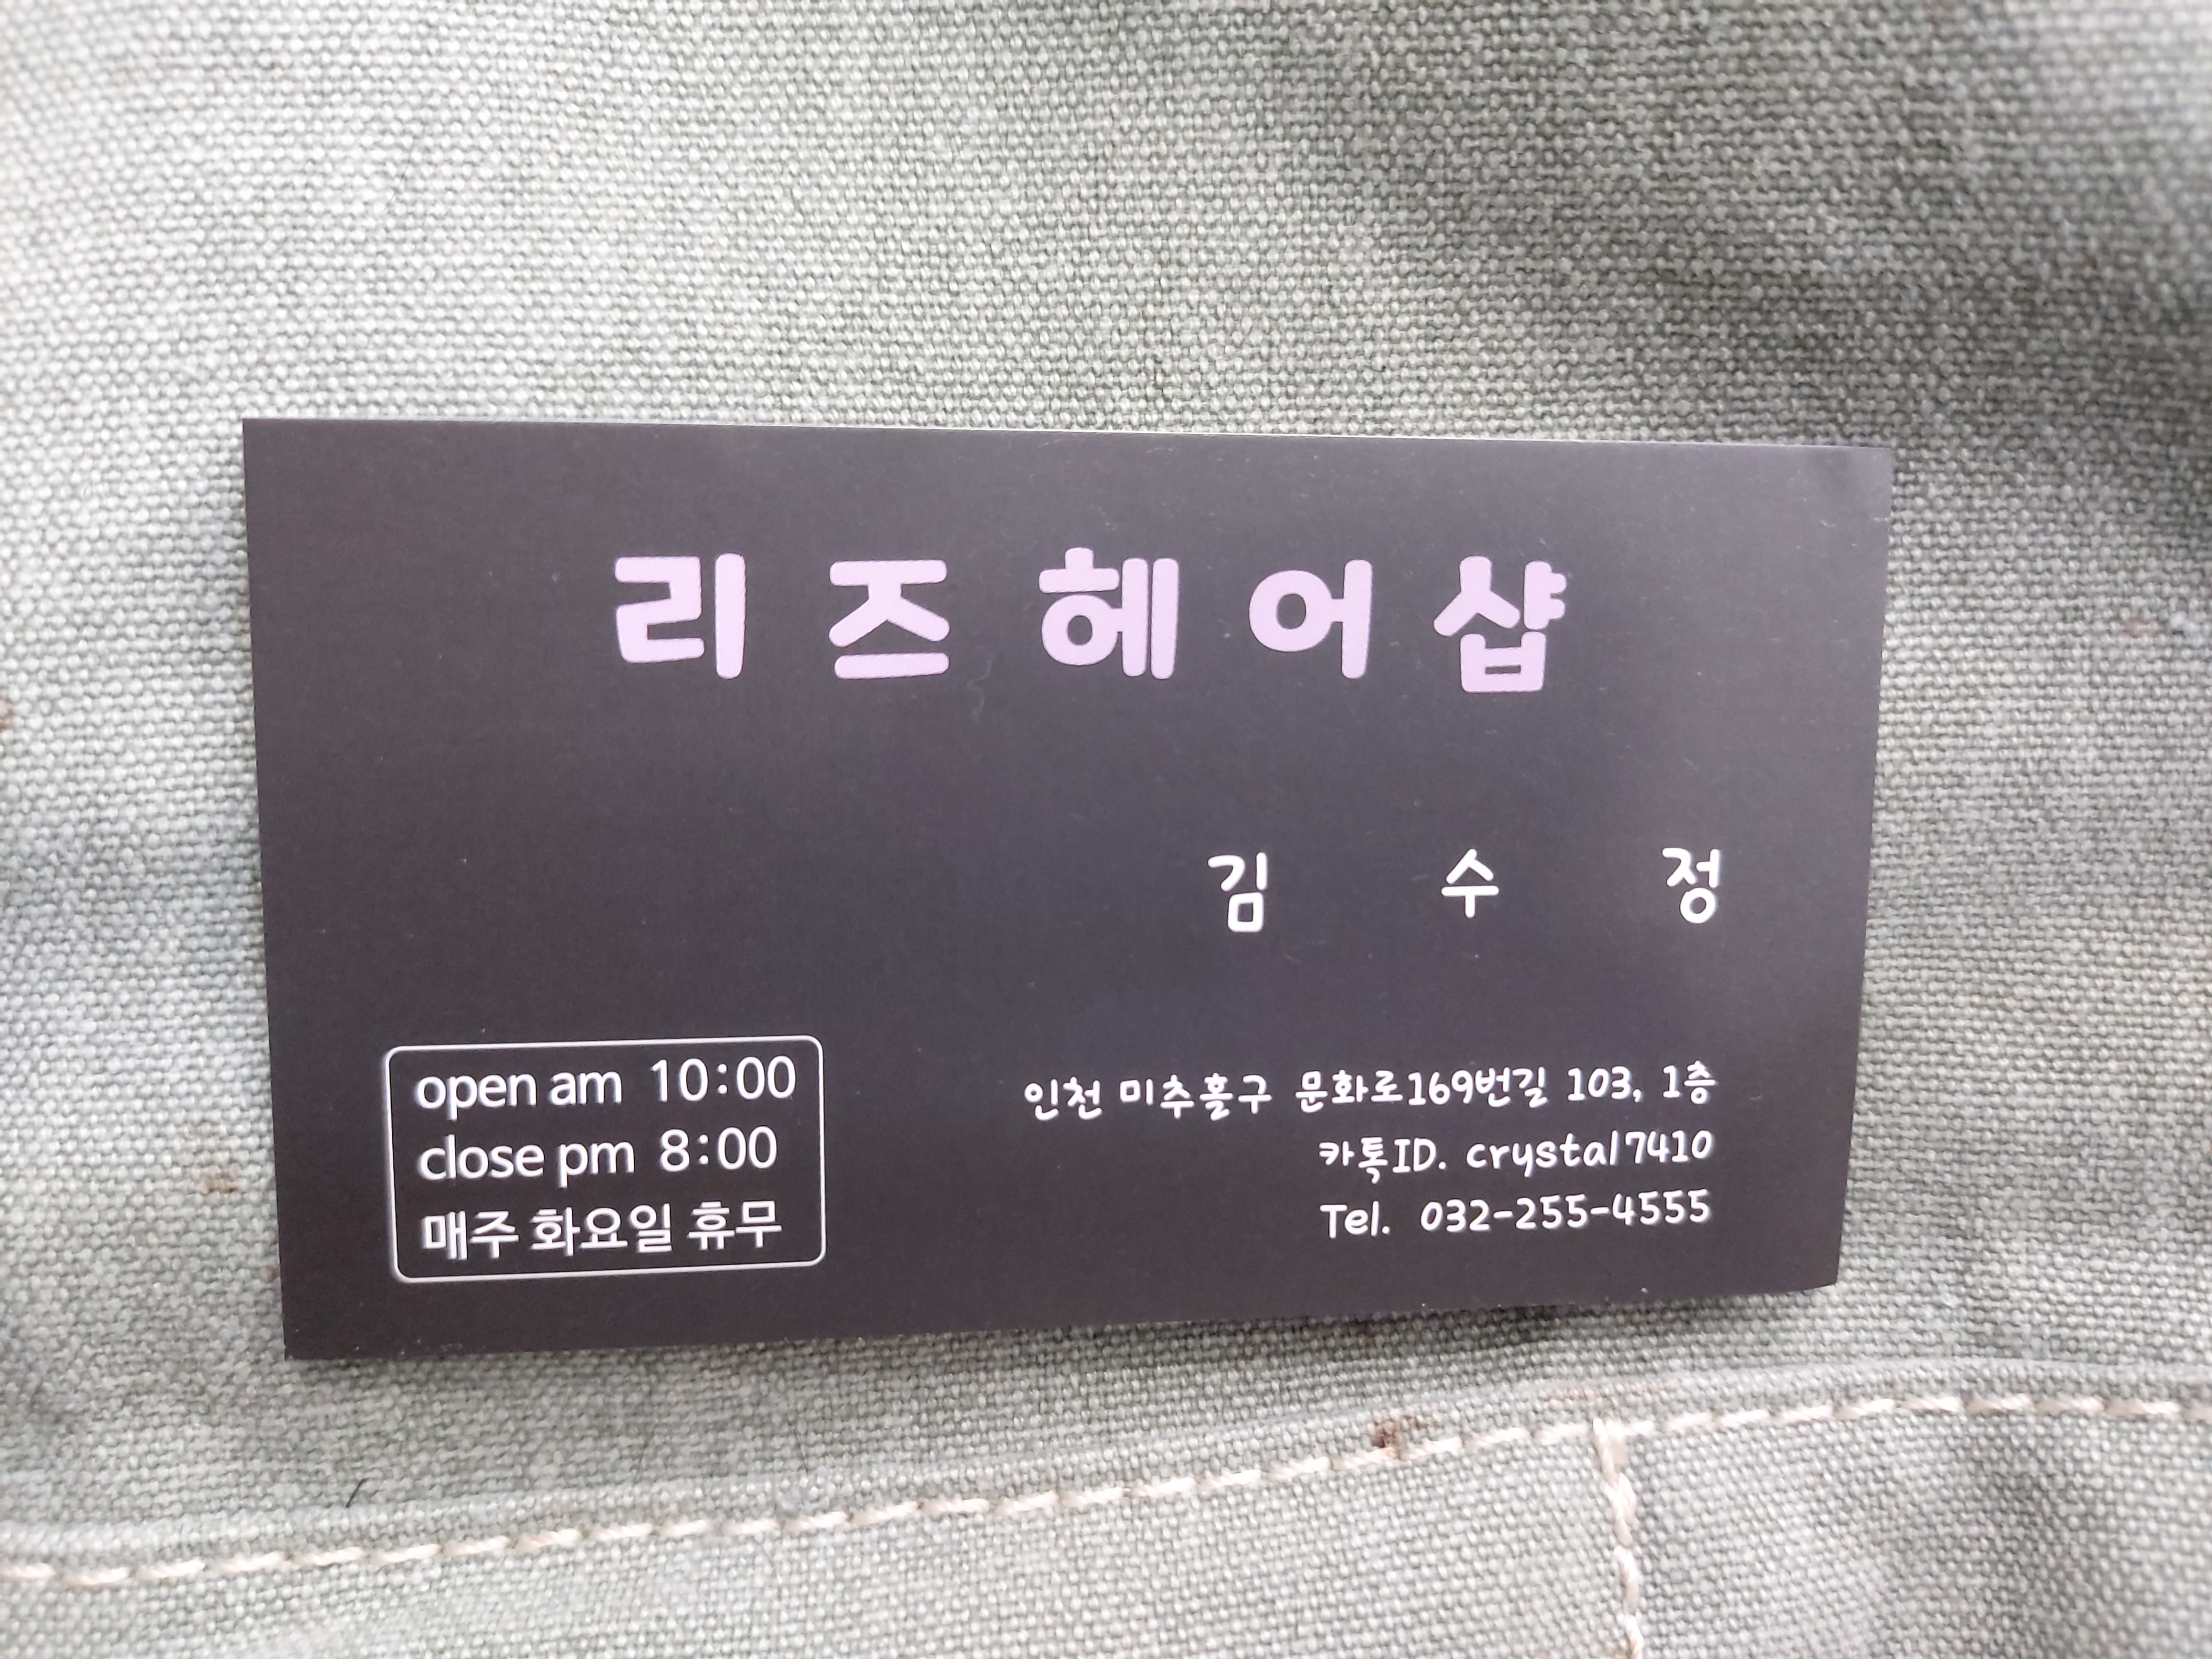 리즈헤어샵
김 수 정
open am 10:00
close pm 8:00
매주 화요일 휴무
인천 미추홀구 문화로169번길 103, 1층
카톡ID. crystal7410
Tel. 032-255-4555